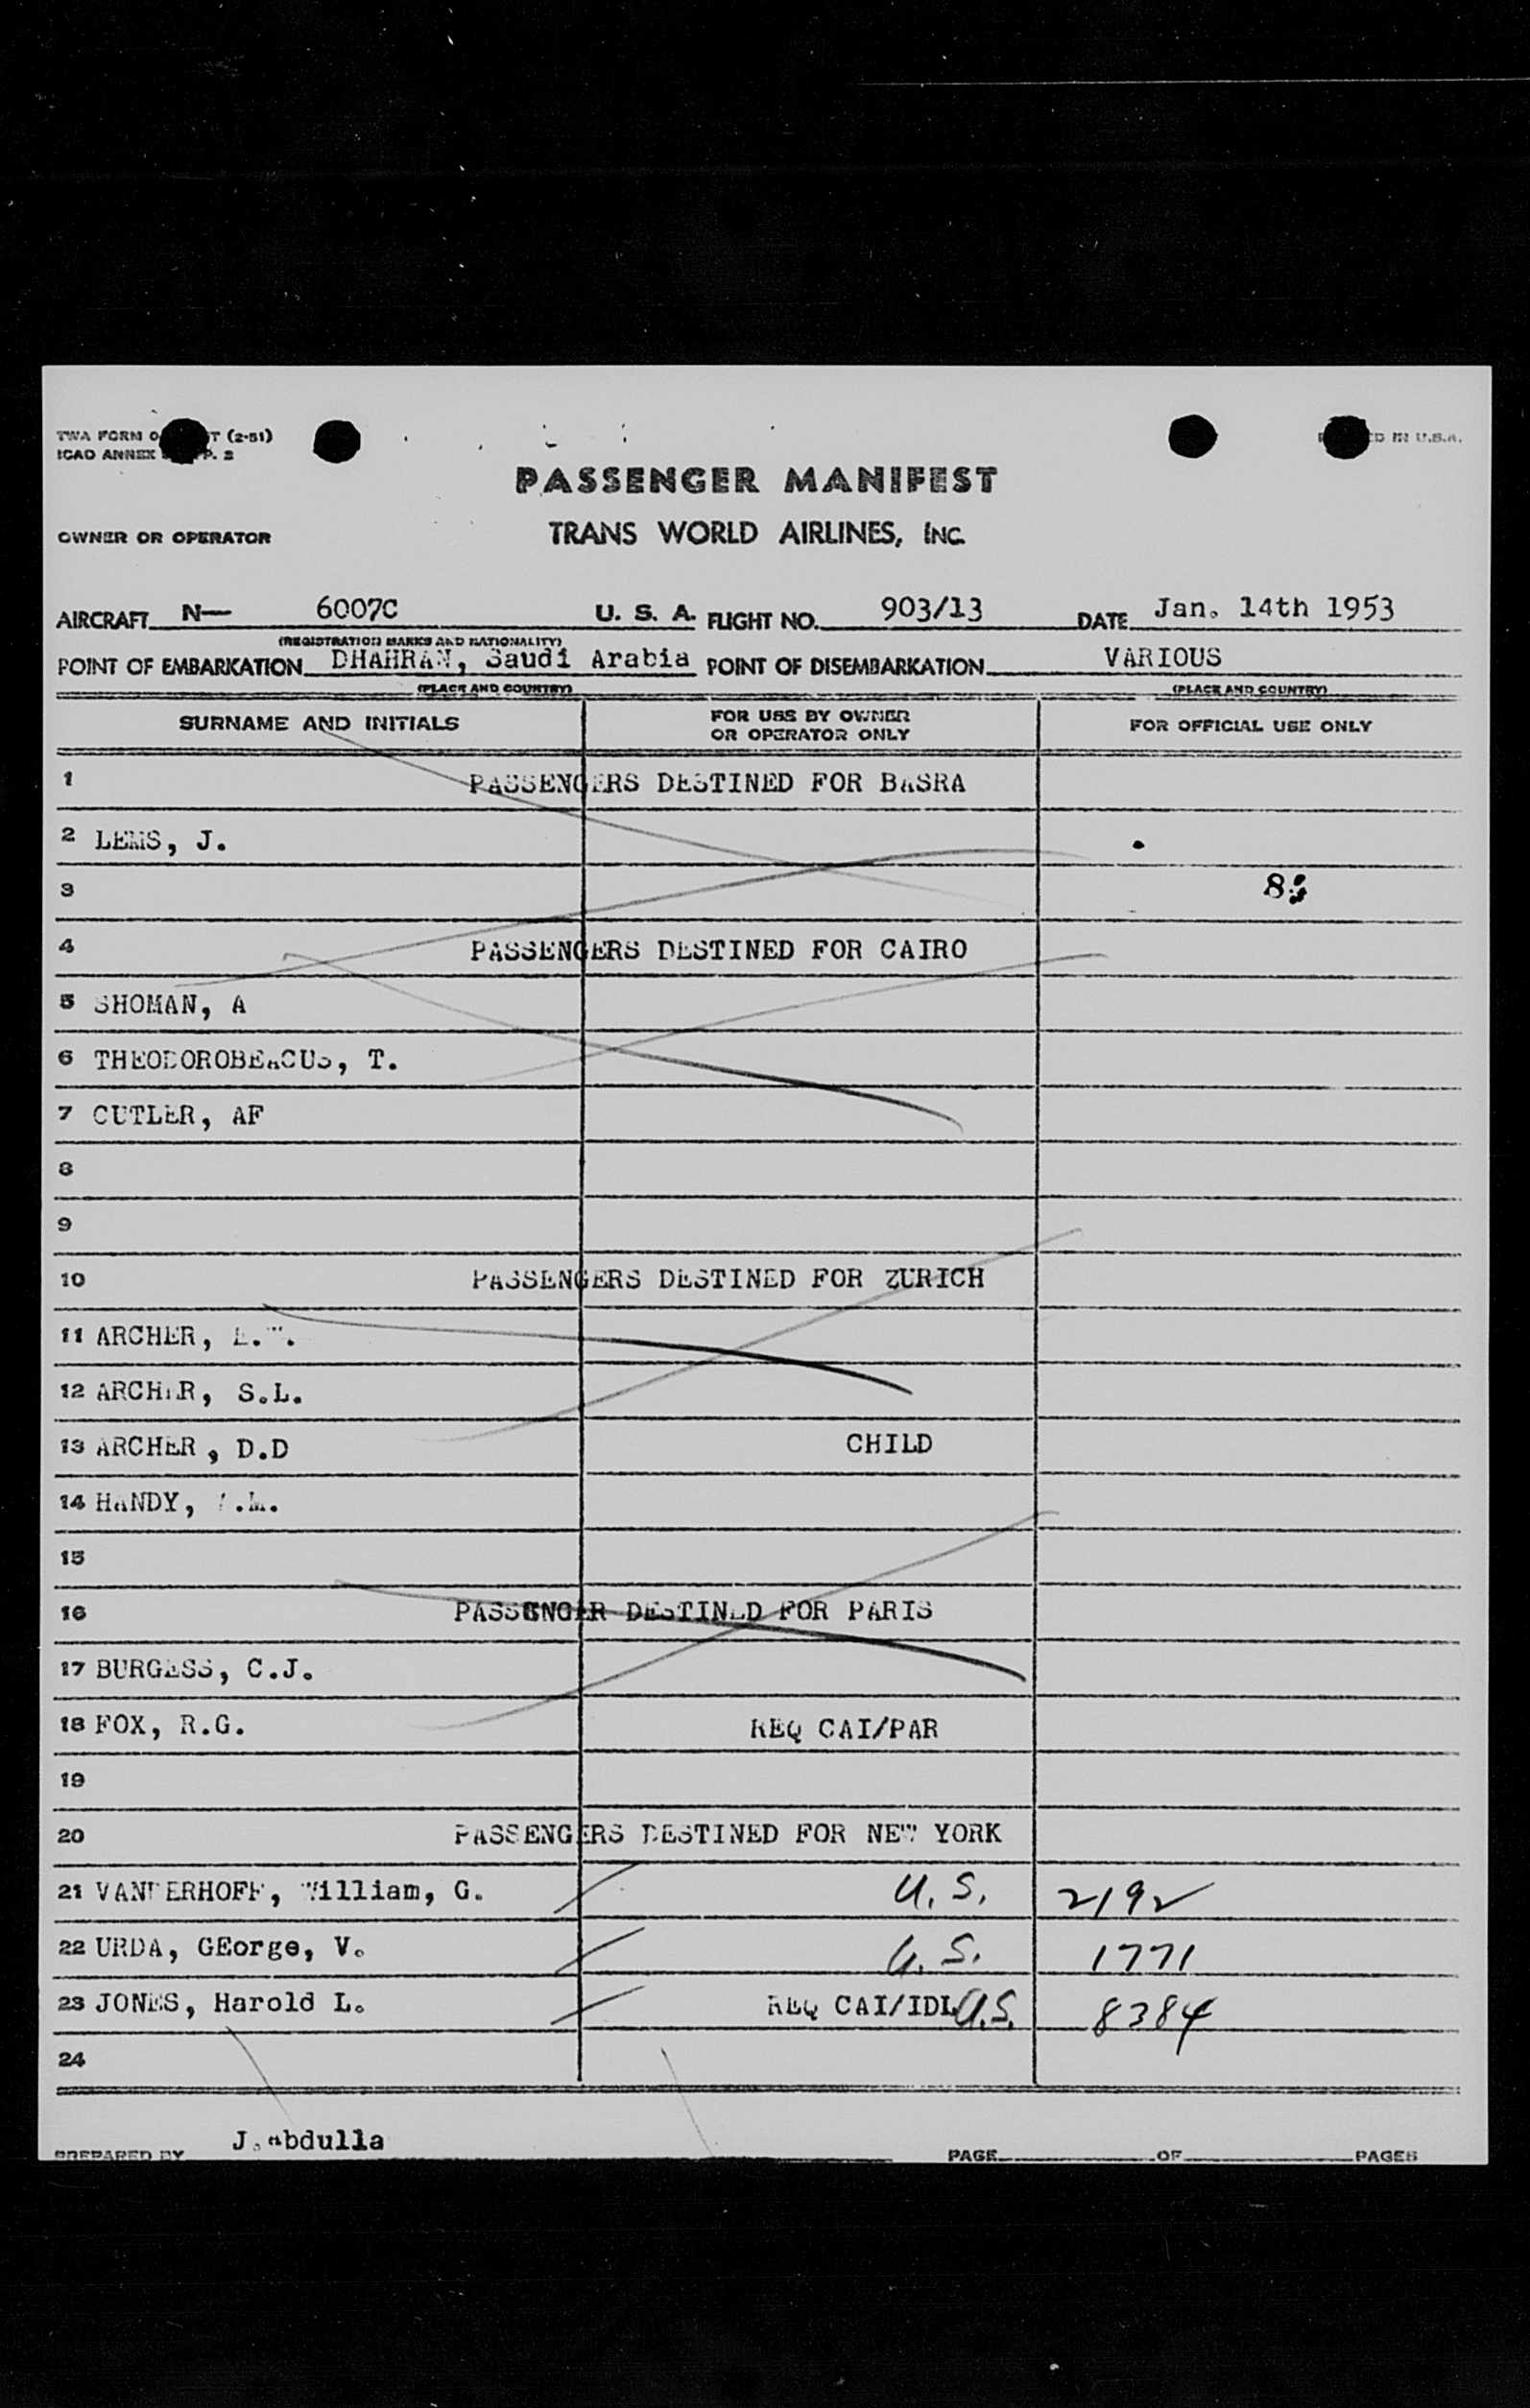 TWA FORM T (2-51)
ICAO ANNEX P. 2
IN U.S.A.
PASSENGER MANIFEST
OWNER OR OPERATOR TRANS WORLD AIRLINES, INC.
AIRCRAFT N— 6007C U. S. A. FLIGHT NO. 903/13 DATE Jan. 14th 1953
(REGISTRATION MARKS AND NATIONALITY)
POINT OF EMBARKATION DHAHRAN, Saudi Arabia POINT OF DISEMBARKATION VARIOUS
(PLACE AND COUNTRY) (PLACE AND COUNTRY)
SURNAME AND INITIALS FOR USE BY OWNER OR OPERATOR ONLY FOR OFFICIAL USE ONLY
1 PASSENGERS DESTINED FOR BASRA
2 LEMS, J.
3
4 PASSENGERS DESTINED FOR CAIRO
5 SHOMAN, A
6 THEODOROBEACUS, T.
7 CUTLER, AF
8
9
10 PASSENGERS DESTINED FOR ZURICH
11 ARCHER,
12 ARCHER, S.L.
13 ARCHER, D.D CHILD
14 HANDY,
15
16 PASSENGER DESTINED FOR PARIS
17 BURGESS, C.J.
18 FOX, R.G. REQ CAI/PAR
19
20 PASSENGERS DESTINED FOR NEW YORK
21 VANDERHOFF, William, G. U.S. 2192
22 URDA, GEorge, V. U.S. 1771
23 JONES, Harold L. REQ CAI/IDL U.S. 8384
24
PREPARED BY J. Abdulla PAGE OF PAGES